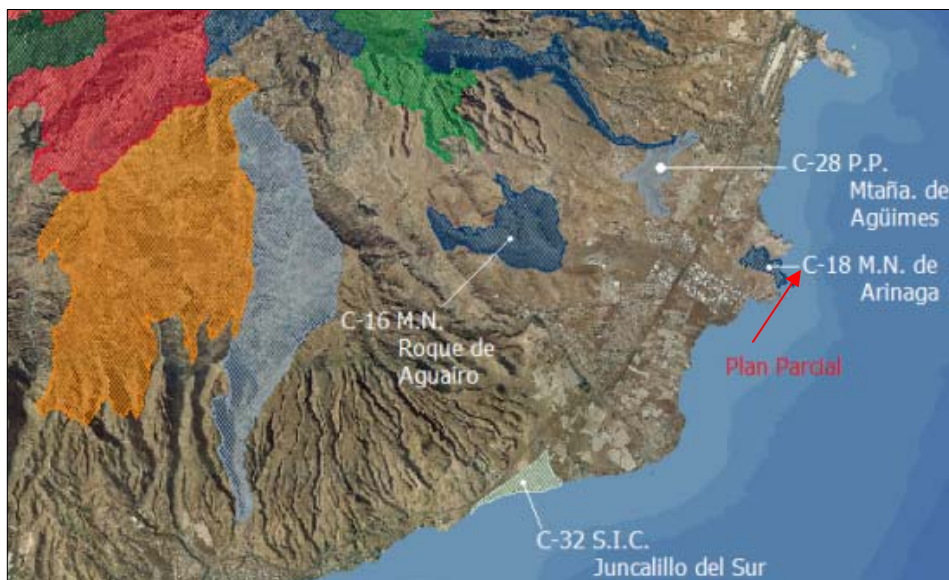 C-28 P.P.
Mtaña. de
Agüimes
C-18 M.N. de
Arinaga
C-16 M.N.
Roque de
Aguairo
Plan Parcial
C-32 S.I.C.
Juncalillo del Sur